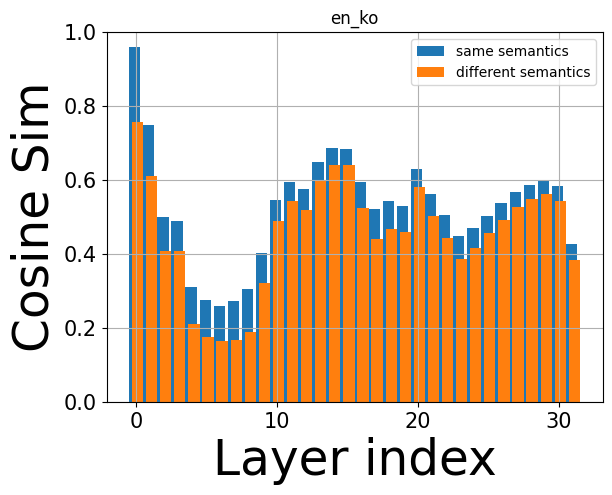 en_ko
same semantics
different semantics
Cosine Sim
1.0
0.8
0.6
0.4
0.2
0.0
0 10 20 30
Layer index